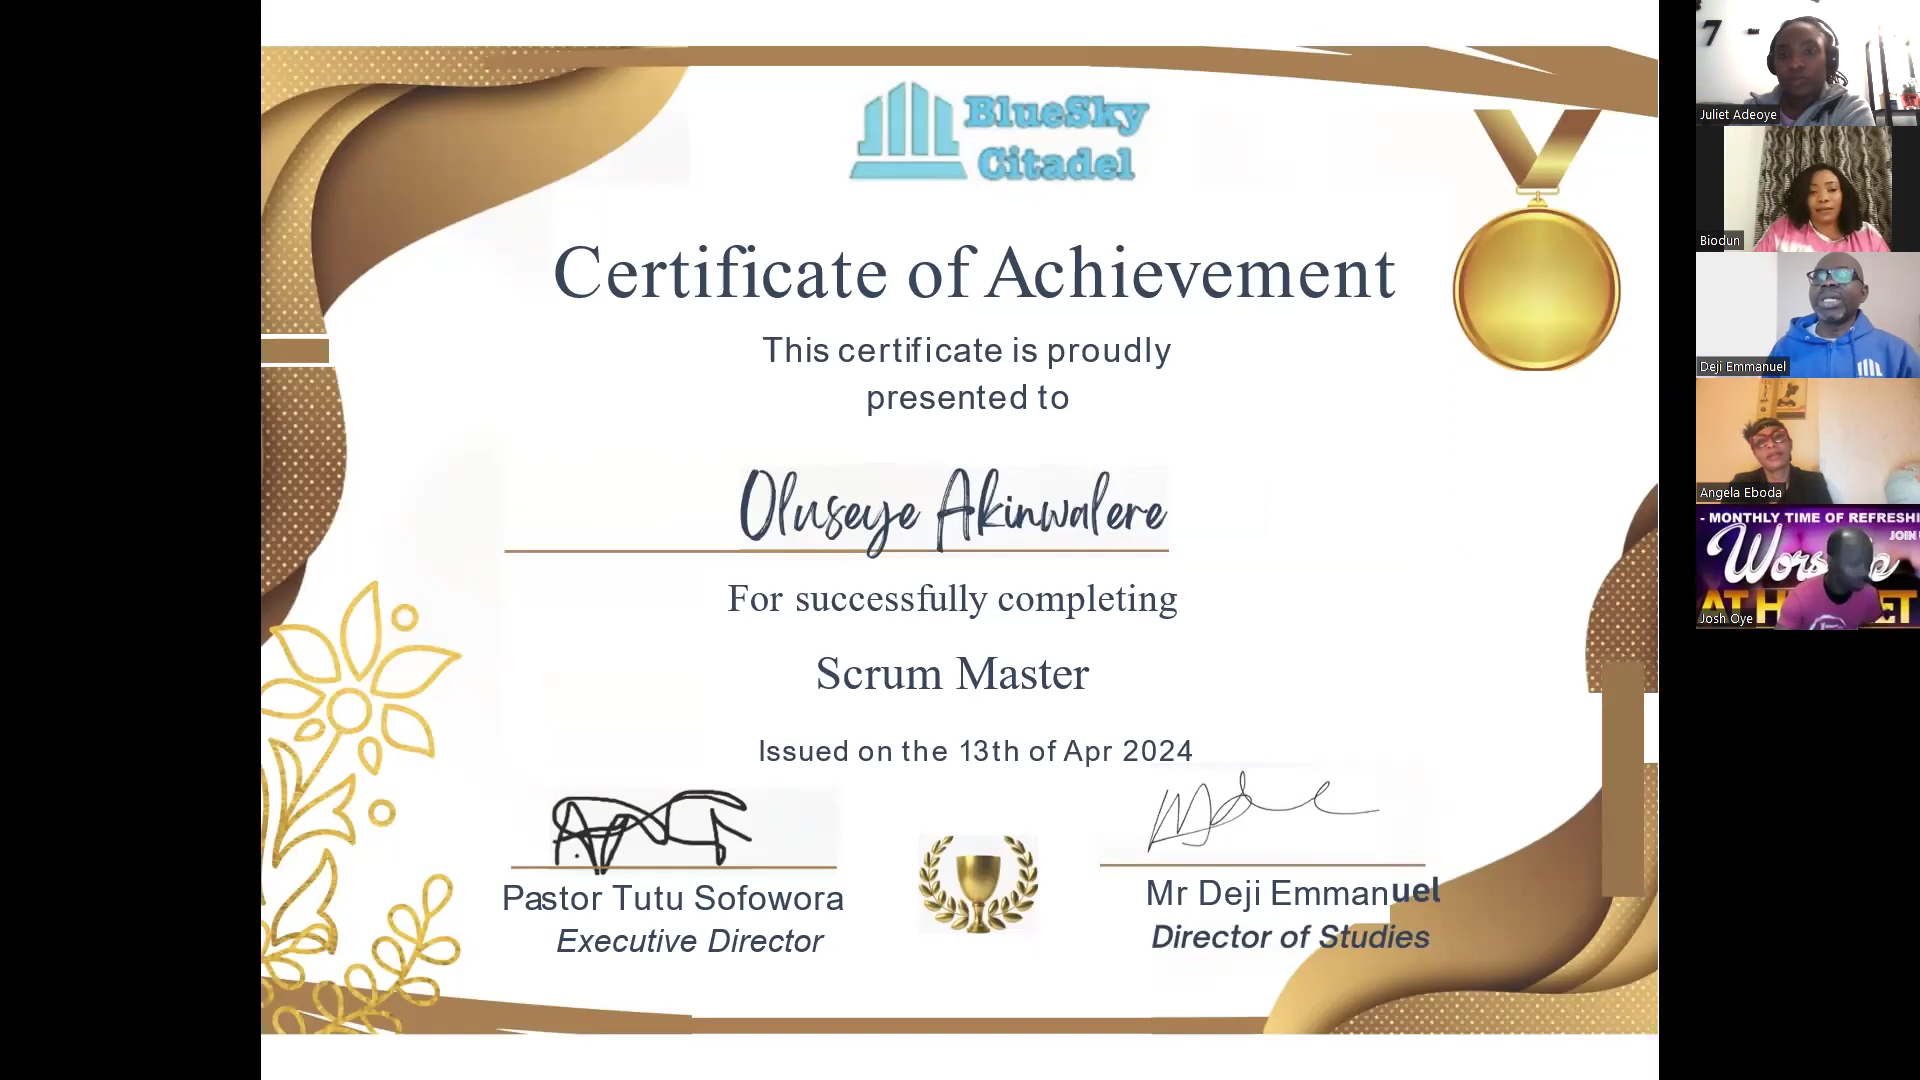 BlueSky
Citadel
Certificate of Achievement
This certificate is proudly
presented to
Oluseye Akinwalere
For successfully completing
Scrum Master
Issued on the 13th of Apr 2024
Pastor Tutu Sofowora
Executive Director
Mr Deji Emmanuel
Director of Studies
7
Juliet Adeoye
Biodun
Deji Emmanuel
Angela Eboda
- MONTHLY TIME OF REFRESHI
JOIN
AT
Josh Oye